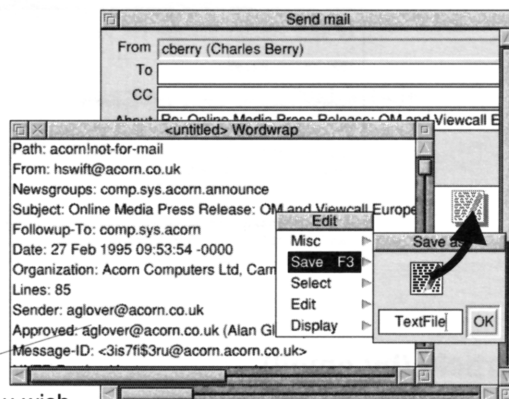 Send mail
From cberry (Charles Berry)
To
CC
About Re: Online Media Press Release: OM and Viewcall E
<untitled> Wordwrap
Path: acorn!not-for-mail
From: hswift@acorn.co.uk
Newsgroups: comp.sys.acorn.announce
Subject: Online Media Press Release: OM and Viewcall Europe
Followup-To: comp.sys.acorn
Date: 27 Feb 1995 09:53:54 -0000
Organization: Acorn Computers Ltd, Cam
Lines: 85
Sender: aglover@acorn.co.uk
Approved: aglover@acorn.co.uk (Alan Gl
Message-ID: <3is7fi$3ru@acorn.acorn.co.uk>
Edit
Misc
Save F3
Select
Edit
Display
Save as
TextFile
OK
wish